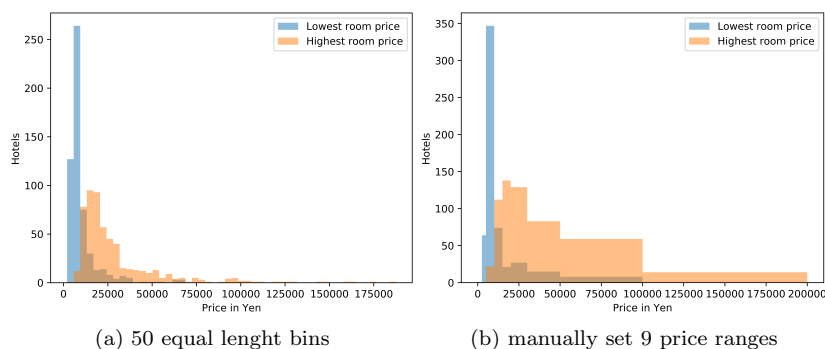 Lowest room price
Highest room price
250
200
150
100
50
0
Hotels
0 25000 50000 75000 100000 125000 150000 175000
Price in Yen
(a) 50 equal lenght bins
Lowest room price
Highest room price
350
300
250
200
150
100
50
0
Hotels
0 25000 50000 75000 100000 125000 150000 175000 200000
Price in Yen
(b) manually set 9 price ranges